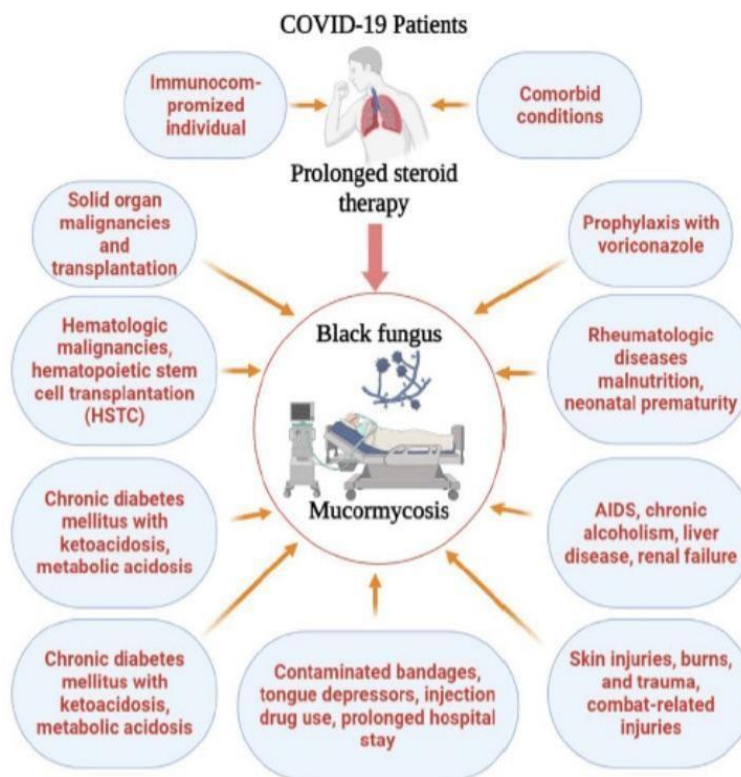 COVID-19 Patients
Immunocom-
promized
individual
Comorbid
conditions
Prolonged steroid
therapy
Solid organ
malignancies
and
transplantation
Prophylaxis with
voriconazole
Hematologic
malignancies,
hematopoietic stem
cell transplantation
(HSTC)
Black fungus
Rheumatologic
diseases
malnutrition,
neonatal prematurity
Chronic diabetes
mellitus with
ketoacidosis,
metabolic acidosis
Mucormycosis
AIDS, chronic
alcoholism, liver
disease, renal failure
Chronic diabetes
mellitus with
ketoacidosis,
metabolic acidosis
Contaminated bandages,
tongue depressors, injection
drug use, prolonged hospital
stay
Skin injuries, burns,
and trauma,
combat-related
injuries